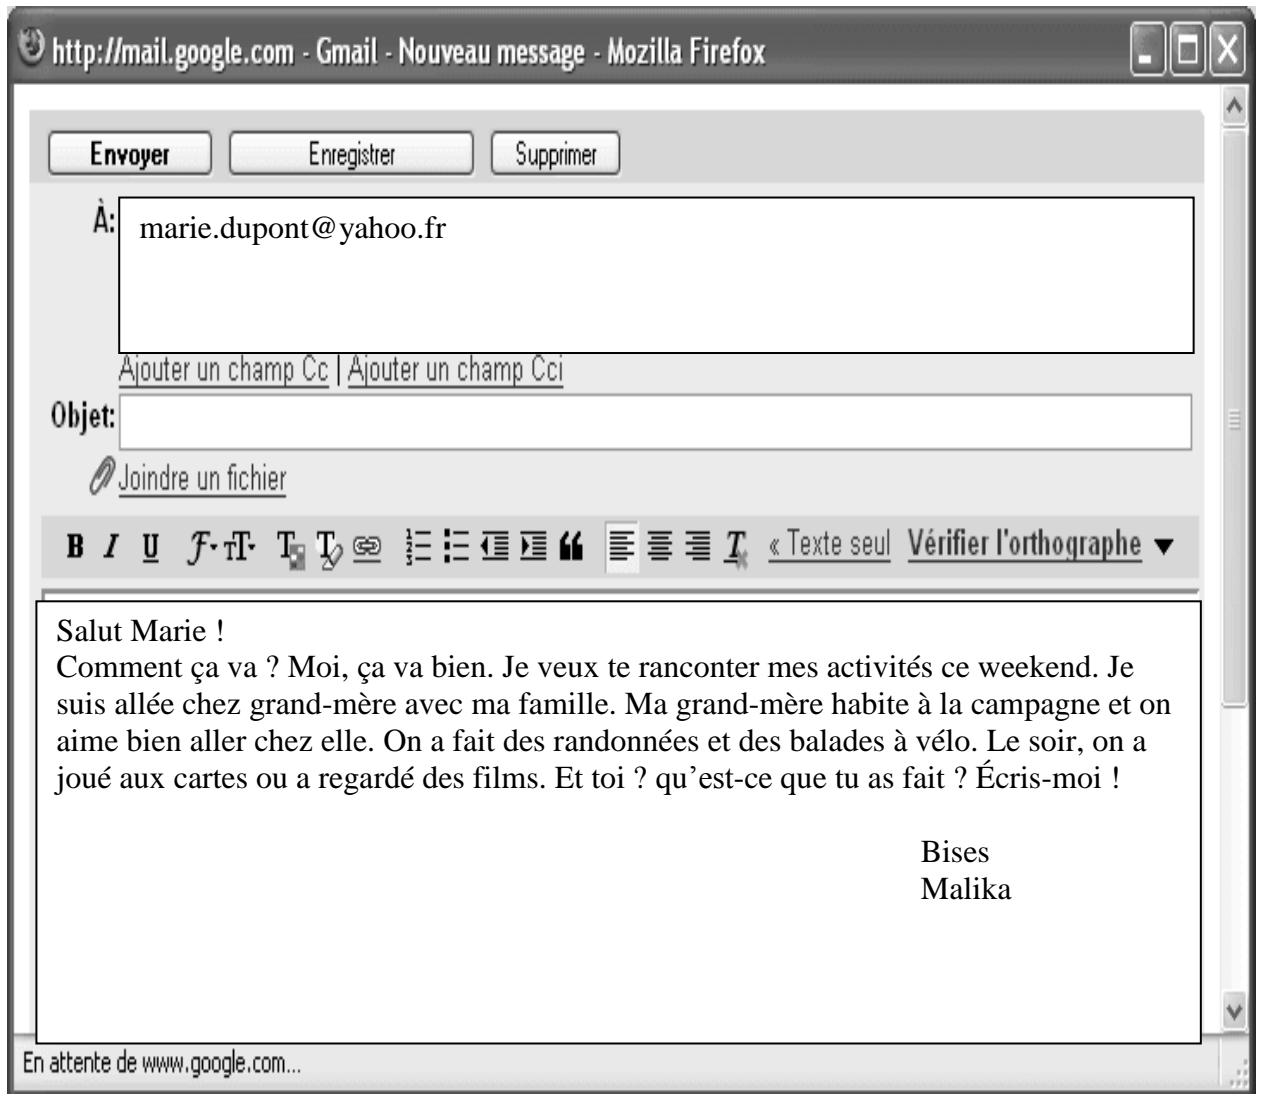 http://mail.google.com - Gmail - Nouveau message - Mozilla Firefox
Envoyer Enregistrer Supprimer
À: marie.dupont@yahoo.fr
Ajouter un champ Cc | Ajouter un champ Cci
Objet:
Joindre un fichier
B I U « Texte seul Vérifier l'orthographe
Salut Marie !
Comment ça va ? Moi, ça va bien. Je veux te ranconter mes activités ce weekend. Je
suis allée chez grand-mère avec ma famille. Ma grand-mère habite à la campagne et on
aime bien aller chez elle. On a fait des randonnées et des balades à vélo. Le soir, on a
joué aux cartes ou a regardé des films. Et toi ? qu’est-ce que tu as fait ? Écris-moi !
Bises
Malika
En attente de www.google.com...